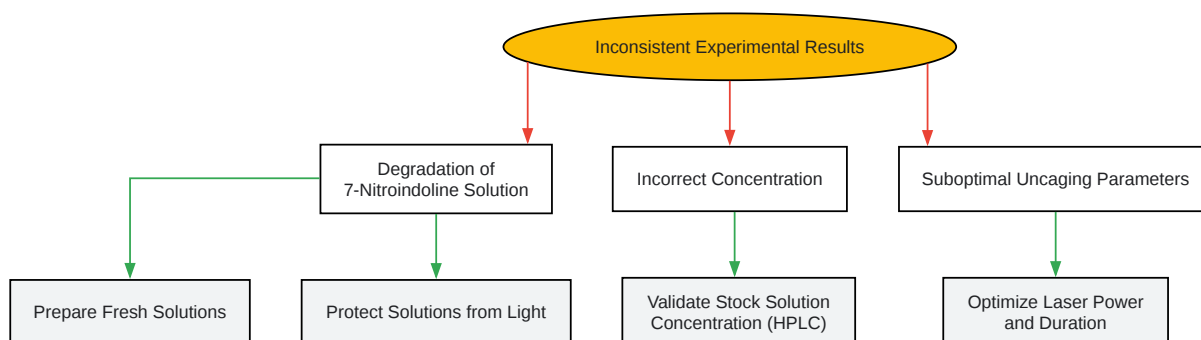 Inconsistent Experimental Results
Degradation of
7-Nitroindoline Solution
Incorrect Concentration
Suboptimal Uncaging Parameters
Prepare Fresh Solutions
Protect Solutions from Light
Validate Stock Solution
Concentration (HPLC)
Optimize Laser Power
and Duration